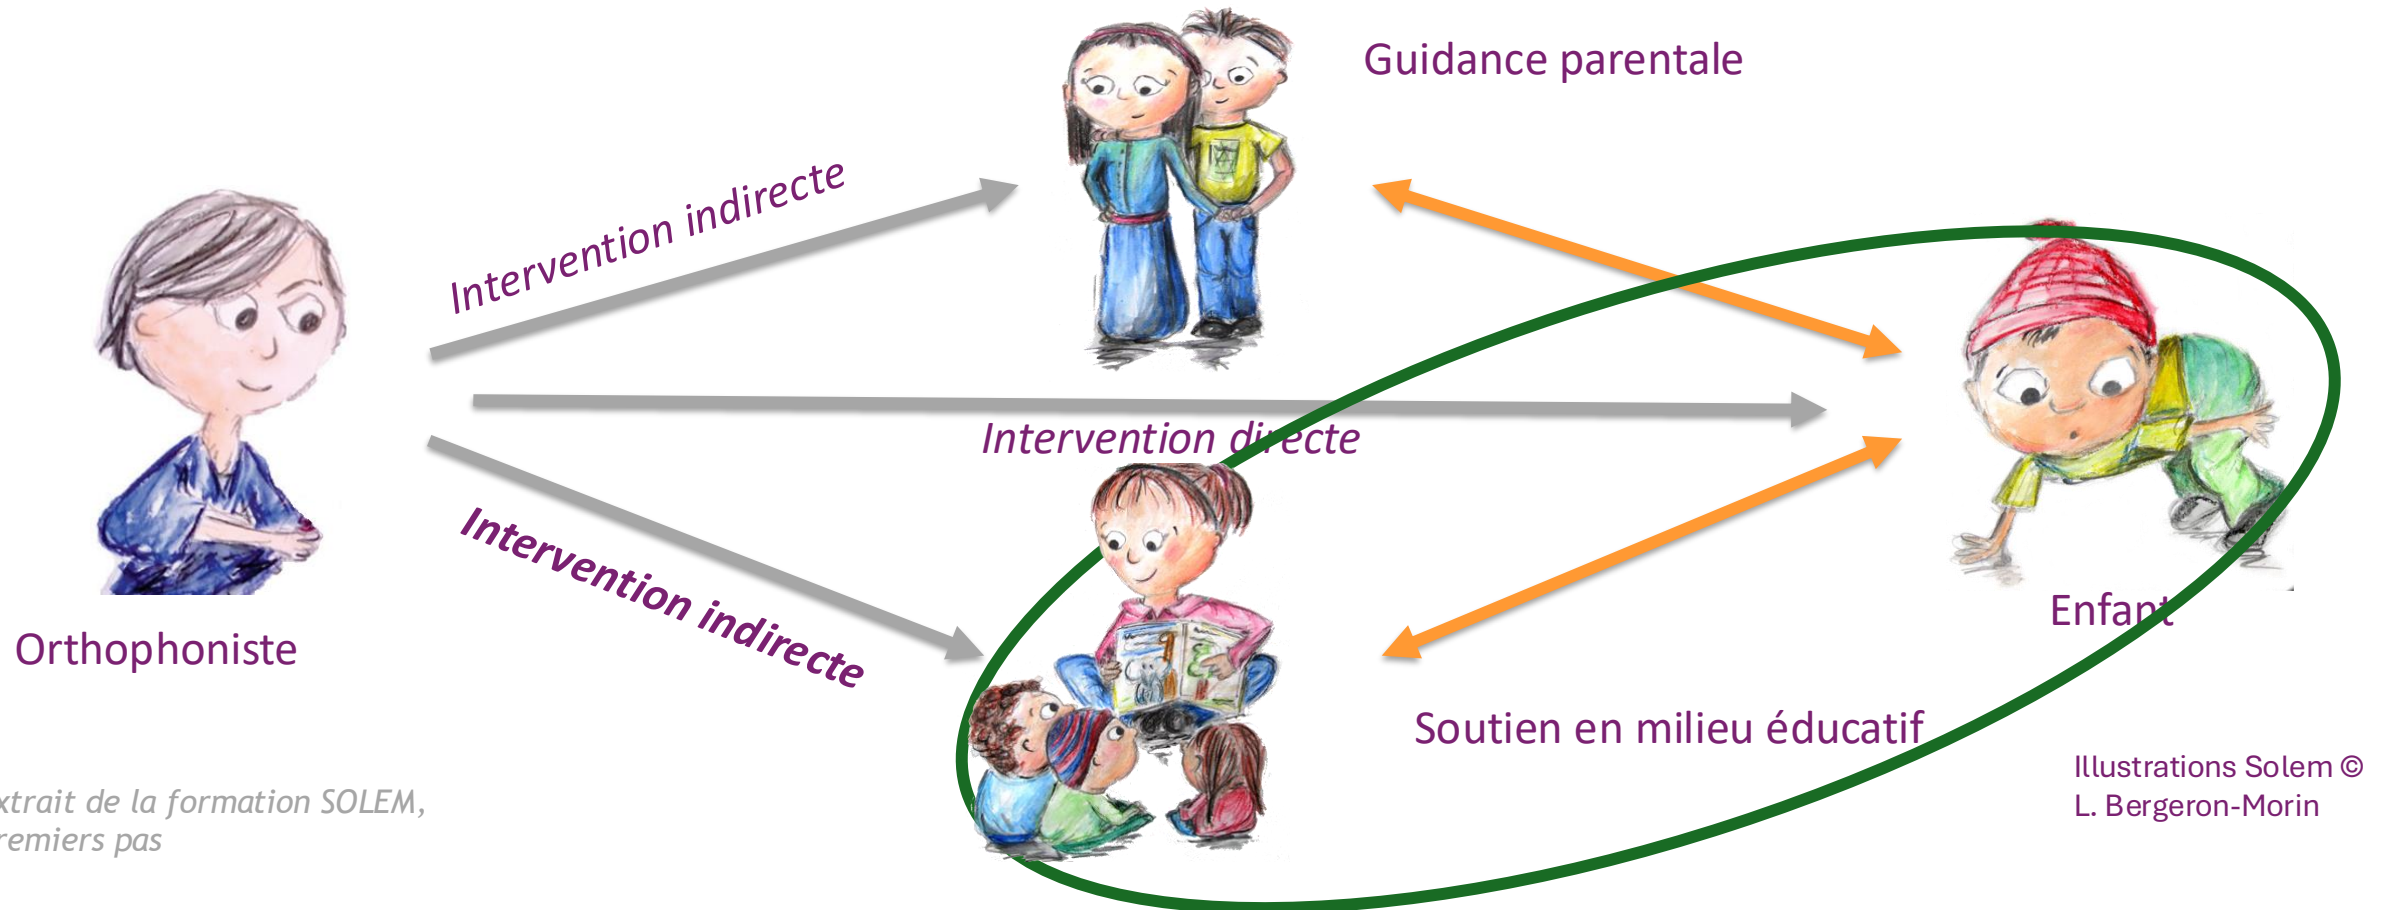 Guidance parentale
Intervention indirecte
Intervention directe
Intervention indirecte
Orthophoniste
Enfant
Soutien en milieu éducatif
Illustrations Solem ©
L. Bergeron-Morin
xtrait de la formation SOLEM,
remiers pas